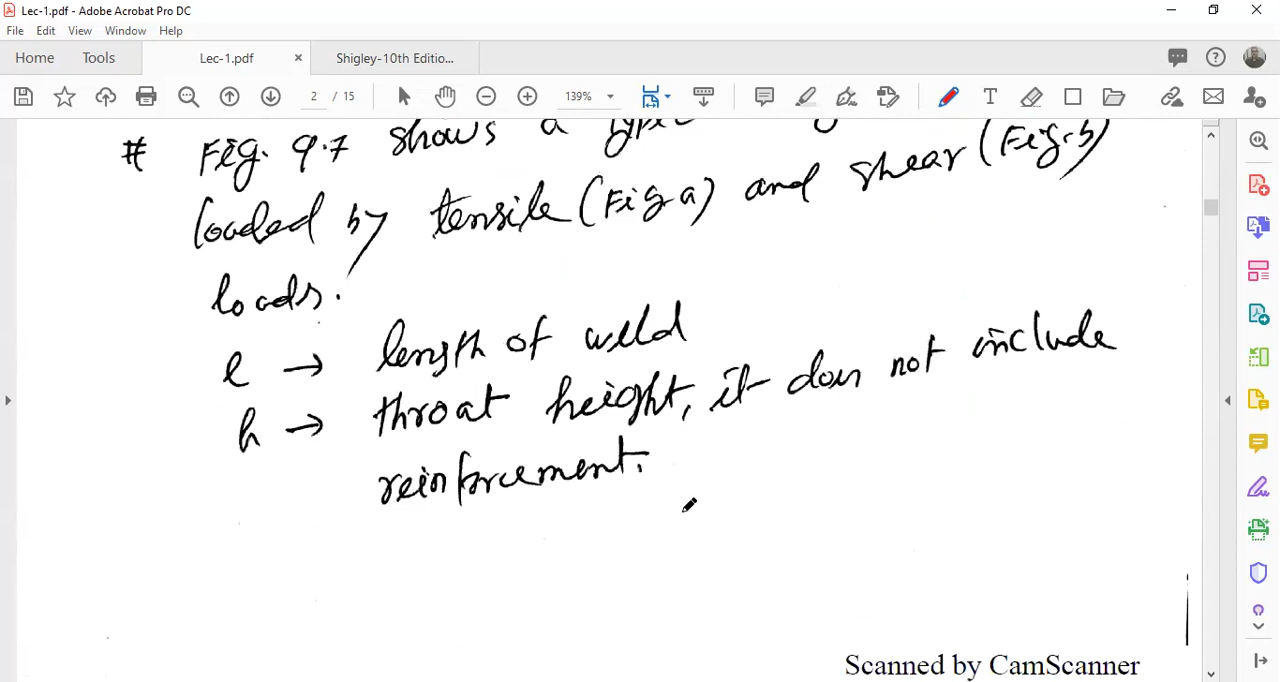 Lec-1.pdf - Adobe Acrobat Pro DC
File Edit View Window Help
Home Tools Lec-1.pdf × Shigley-10th Editio...
2 / 15 139%
# Fig. 9.7 shows a
loaded by tensile (Fig a) and shear (Fig. b)
loads.
l → length of weld
h → throat height, it does not include
reinforcement.
Scanned by CamScanner